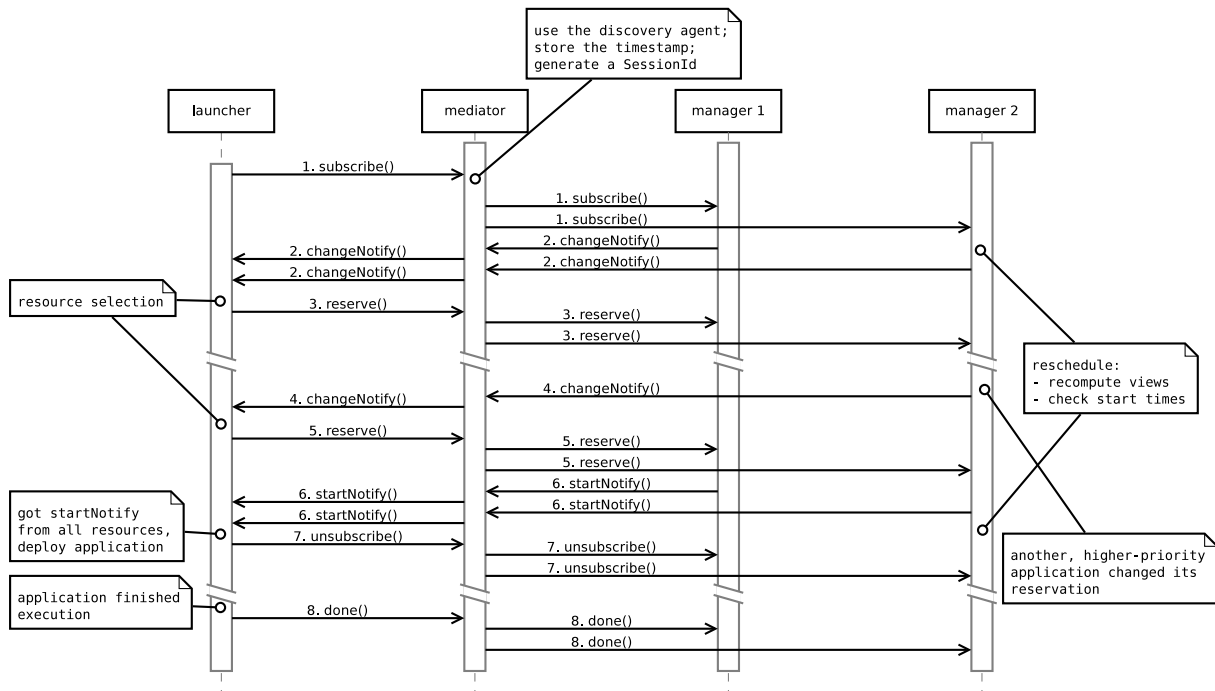 use the discovery agent;
store the timestamp;
generate a SessionId
launcher
mediator
manager 1
manager 2
1. subscribe()
1. subscribe()
1. subscribe()
2. changeNotify()
2. changeNotify()
2. changeNotify()
2. changeNotify()
resource selection
3. reserve()
3. reserve()
3. reserve()
reschedule:
- recompute views
- check start times
4. changeNotify()
4. changeNotify()
5. reserve()
5. reserve()
5. reserve()
6. startNotify()
6. startNotify()
6. startNotify()
6. startNotify()
got startNotify
from all resources,
deploy application
7. unsubscribe()
7. unsubscribe()
7. unsubscribe()
another, higher-priority
application changed its
reservation
application finished
execution
8. done()
8. done()
8. done()